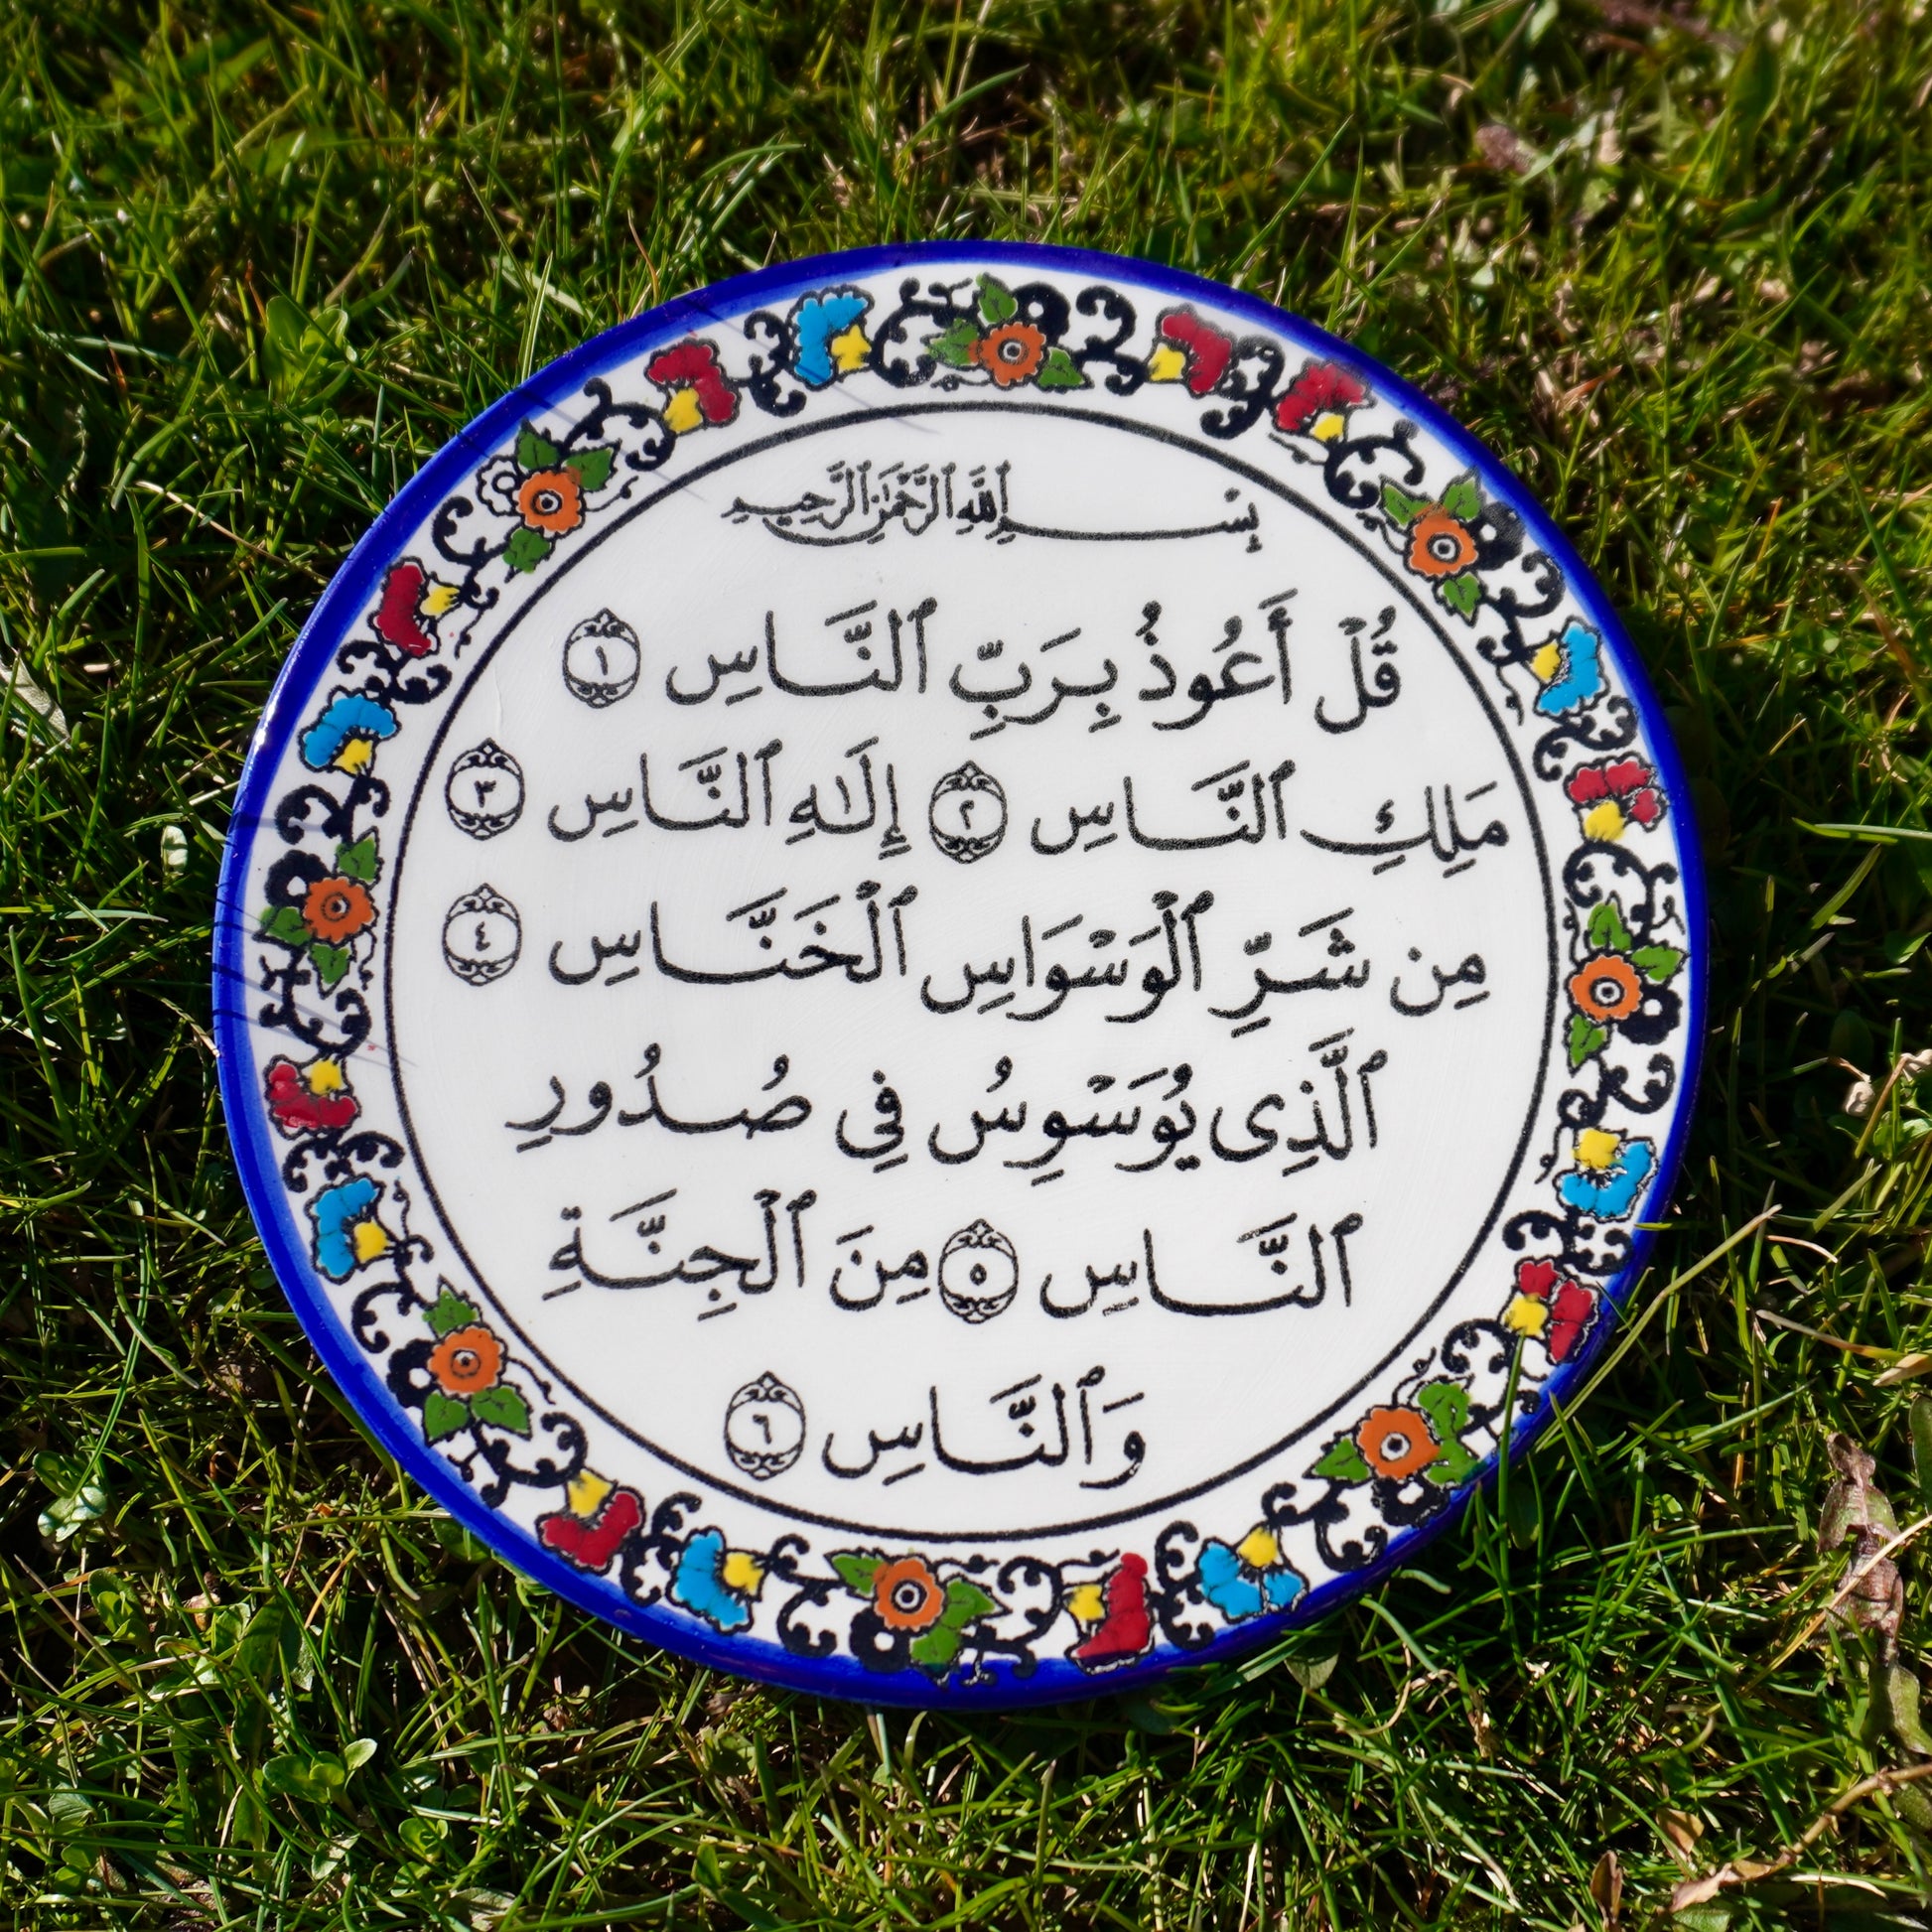 بِسْمِ ٱللَّهِ ٱلرَّحْمَٰنِ ٱلرَّحِيمِ
قُلْ أَعُوذُ بِرَبِّ ٱلنَّاسِ ١
مَلِكِ ٱلنَّاسِ ٢ إِلَٰهِ ٱلنَّاسِ ٣
مِن شَرِّ ٱلْوَسْوَاسِ ٱلْخَنَّاسِ ٤
ٱلَّذِى يُوَسْوِسُ فِى صُدُورِ
ٱلنَّاسِ ٥ مِنَ ٱلْجِنَّةِ
وَٱلنَّاسِ ٦